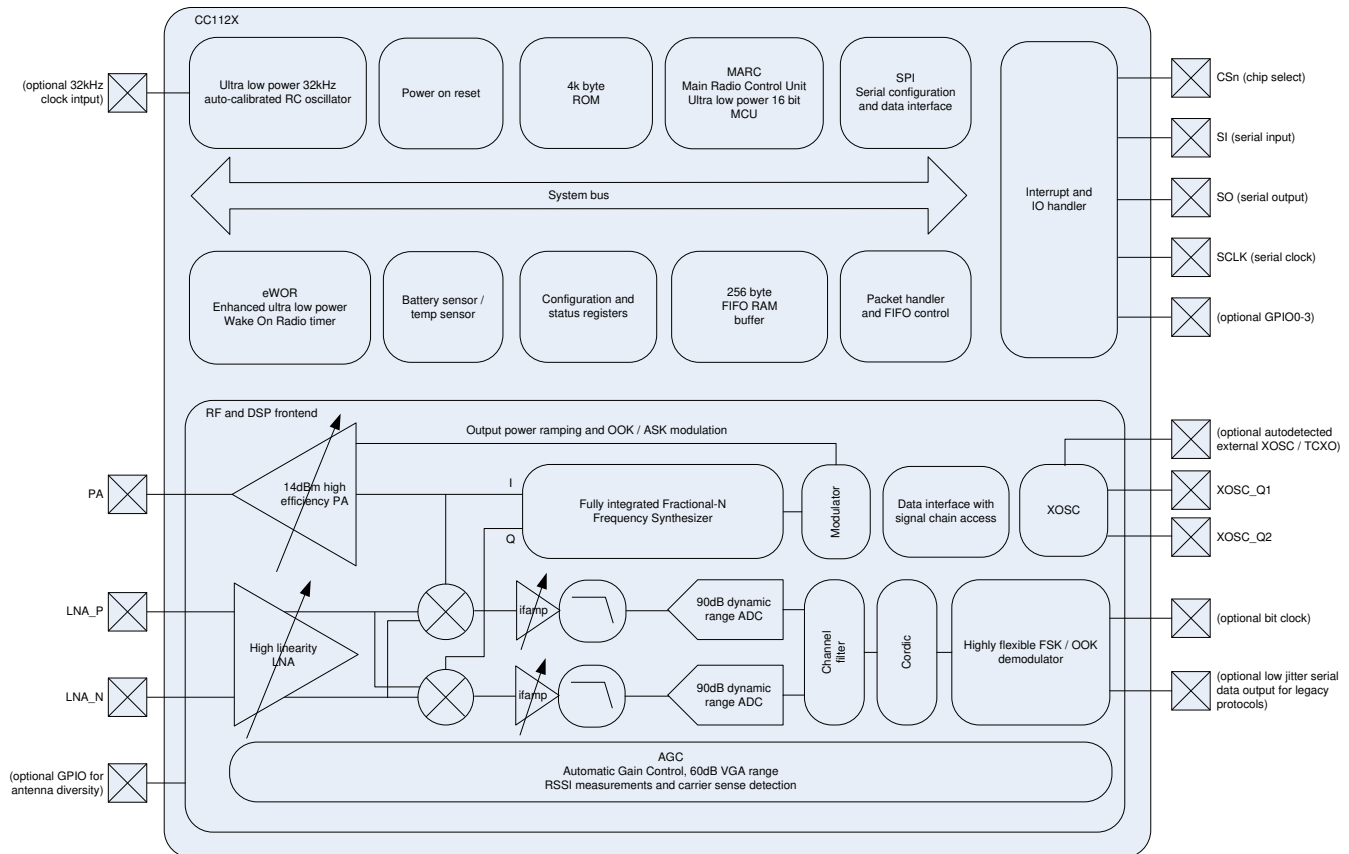 CC112X
(optional 32kHz
clock intput)
Ultra low power 32kHz
auto-calibrated RC oscillator
Power on reset
4k byte
ROM
MARC
Main Radio Control Unit
Ultra low power 16 bit
MCU
SPI
Serial configuration
and data interface
System bus
Interrupt and
IO handler
CSn (chip select)
SI (serial input)
SO (serial output)
SCLK (serial clock)
(optional GPIO0-3)
eWOR
Enhanced ultra low power
Wake On Radio timer
Battery sensor /
temp sensor
Configuration and
status registers
256 byte
FIFO RAM
buffer
Packet handler
and FIFO control
RF and DSP frontend
Output power ramping and OOK / ASK modulation
(optional autodetected
external XOSC / TCXO)
PA
14dBm high
efficiency PA
I
Q
Fully integrated Fractional-N
Frequency Synthesizer
Modulator
Data interface with
signal chain access
XOSC
XOSC_Q1
XOSC_Q2
LNA_P
LNA_N
High linearity
LNA
ifamp
ifamp
90dB dynamic
range ADC
90dB dynamic
range ADC
Channel
filter
Cordic
Highly flexible FSK / OOK
demodulator
(optional bit clock)
(optional low jitter serial
data output for legacy
protocols)
(optional GPIO for
antenna diversity)
AGC
Automatic Gain Control, 60dB VGA range
RSSI measurements and carrier sense detection